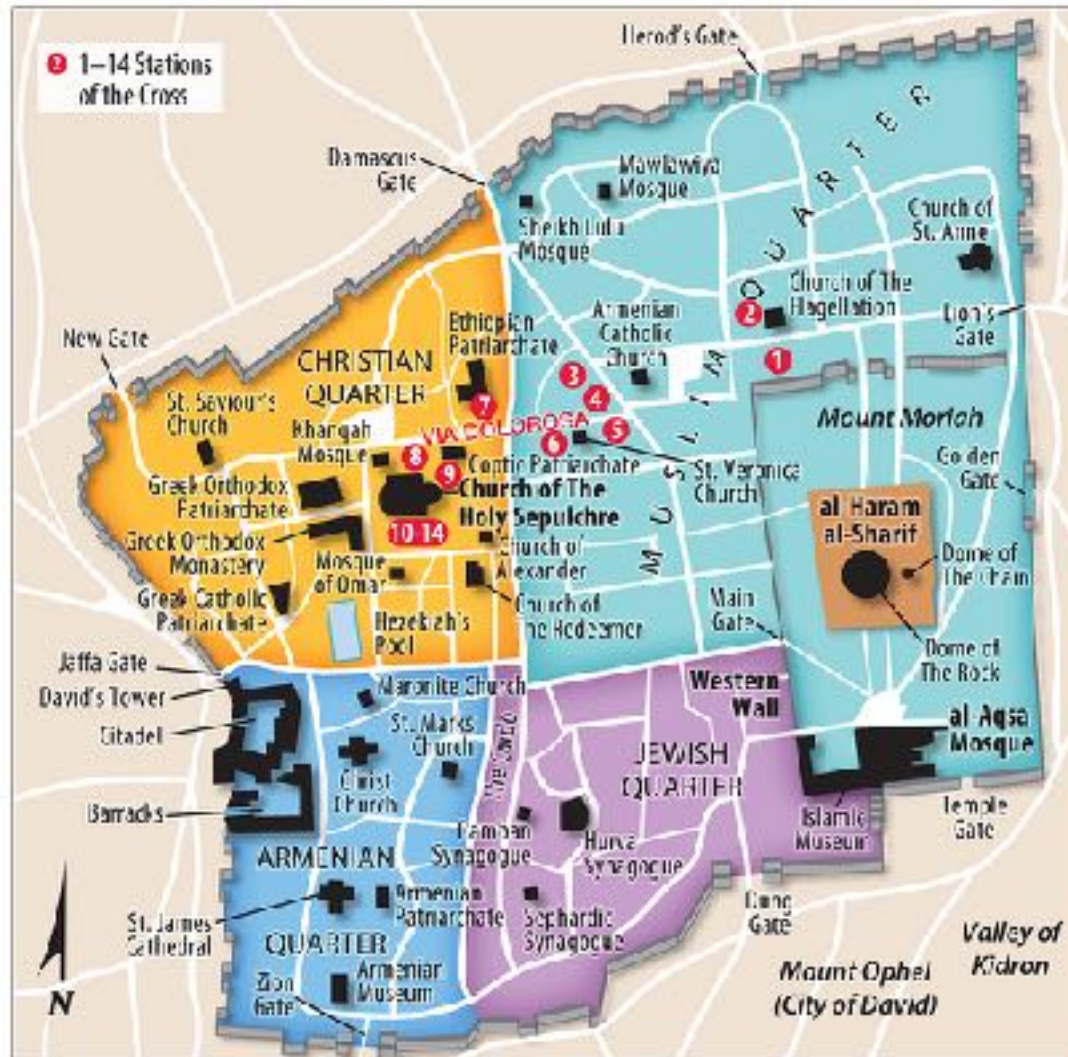 2 1–14 Stations
of the Cross
Herod's Gate
Damascus
Gate
Mawlawiya
Mosque
Sheikh Lulu
Mosque
MUSLIM QUARTER
Church of
St. Anne
Church of The
Flagellation
2
Lion's
Gate
New Gate
Ethiopian
Patriarchate
Armenian
Catholic
Church
1
CHRISTIAN
QUARTER
3
4
7
Mount Moriah
St. Saviour's
Church
VIA DOLOROSA
5
6
Khanqah
Mosque
8
9
Coptic Patriarchate
St. Veronica
Church
Golden
Gate
Greek Orthodox
Patriarchate
Church of The
Holy Sepulchre
10-14
al-Haram
al-Sharif
Greek Orthodox
Monastery
Mosque
of Omar
Church of
Alexander
Dome of
The Chain
Greek Catholic
Patriarchate
Church of
The Redeemer
Main
Gate
Hezekiah's
Pool
Dome of
The Rock
Jaffa Gate
David's Tower
Citadel
Maronite Church
St. Marks
Church
Western
Wall
al-Aqsa
Mosque
Christ
Church
JEWISH
QUARTER
Barracks
Ramban
Synagogue
Hurva
Synagogue
Islamic
Museum
Temple
Gate
ARMENIAN
QUARTER
St. James
Cathedral
Armenian
Patriarchate
Sephardic
Synagogue
Dung
Gate
Valley of
Kidron
Zion
Gate
Armenian
Museum
Mount Ophel
(City of David)
N